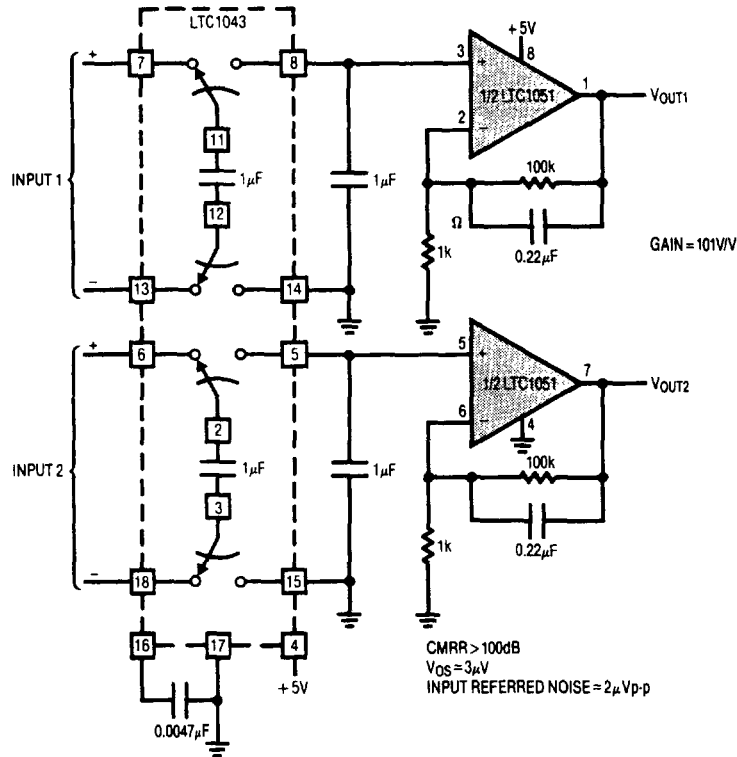 LTC1043
+
7
8
11
1µF
12
INPUT 1
−
13
14
1µF
+5V
3
+
8
1/2 LTC1051
1
VOUT1
2
−
100k
Ω
0.22µF
1k
GAIN = 101V/V
+
6
5
2
1µF
3
INPUT 2
−
18
15
1µF
5
+
1/2 LTC1051
7
VOUT2
6
−
4
100k
0.22µF
1k
16
17
4
+5V
0.0047µF
CMRR > 100dB
VOS = 3µV
INPUT REFERRED NOISE ≈ 2µVp-p